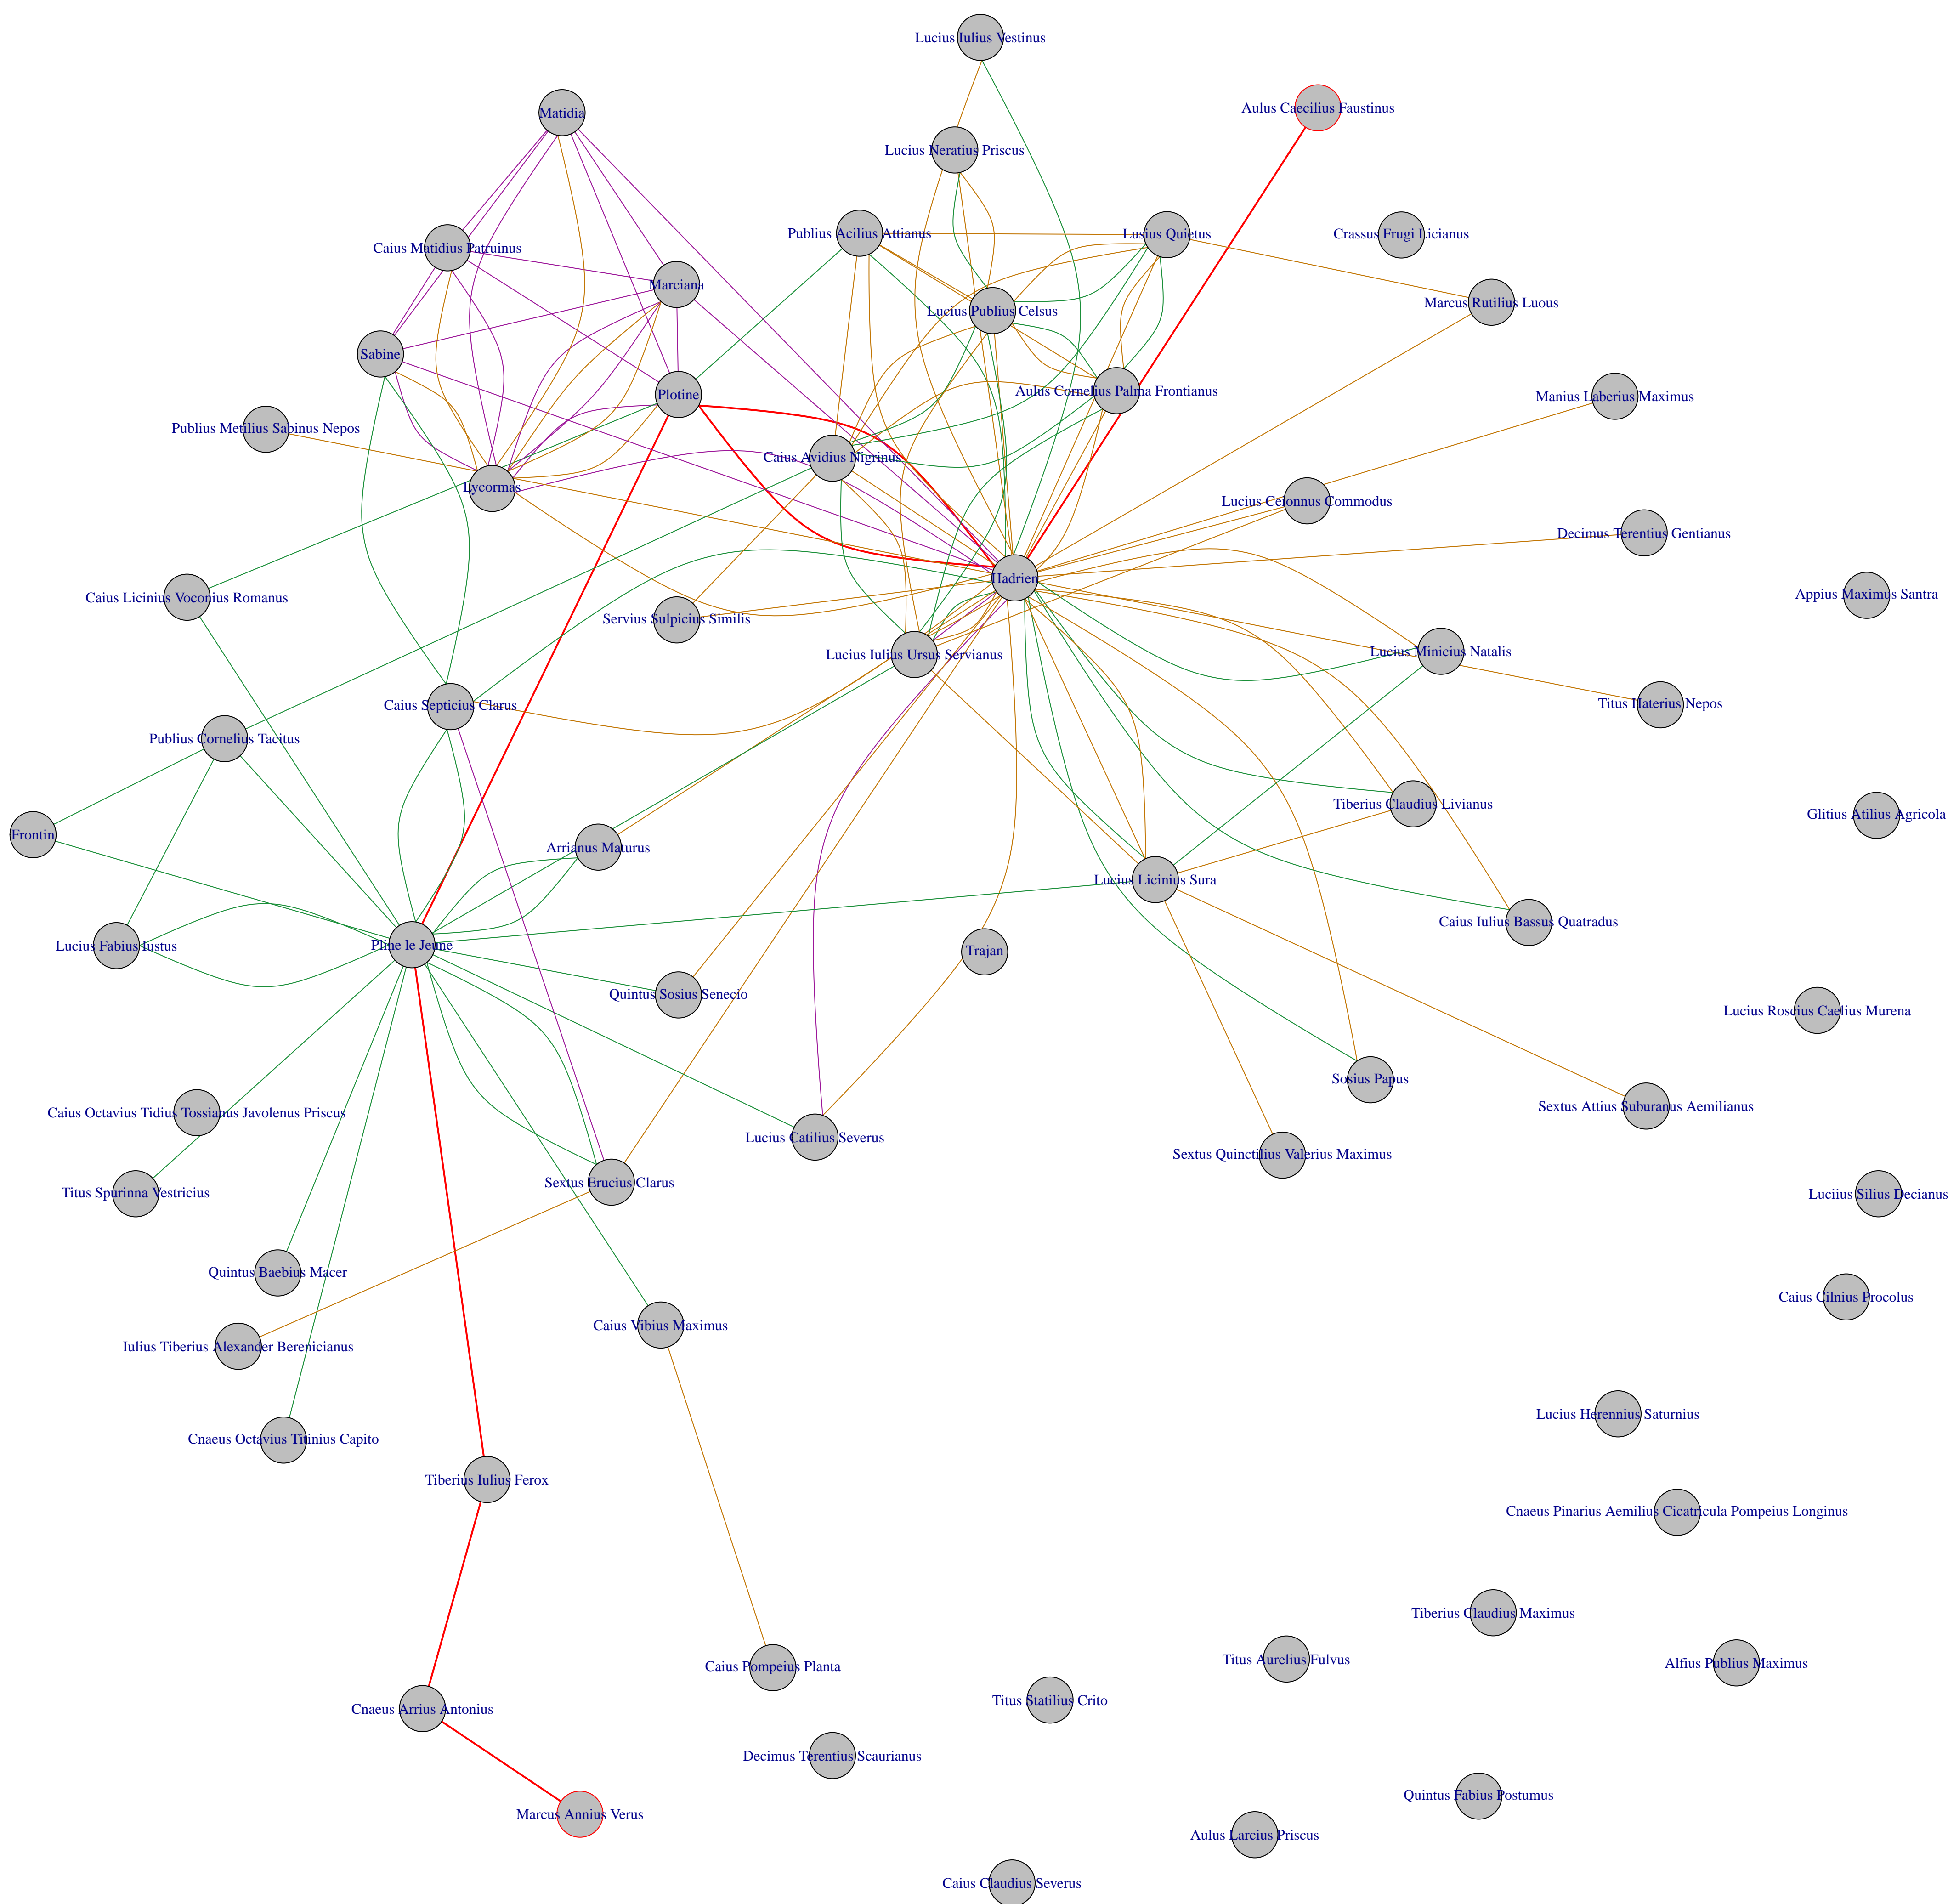 Lucius Iulius Vestinus
Aulus Caecilius Faustinus
Matidia
Lucius Neratius Priscus
Publius Acilius Attianus
Lusius Quietus
Crassus Frugi Licianus
Caius Matidius Patruinus
Marciana
Marcus Rutilius Luous
Lucius Publius Celsus
Sabine
Plotine
Aulus Cornelius Palma Frontianus
Manius Laberius Maximus
Publius Metilius Sabinus Nepos
Caius Avidius Nigrinus
Lycormas
Lucius Ceionnus Commodus
Decimus Terentius Gentianus
Hadrien
Caius Licinius Voconius Romanus
Appius Maximus Santra
Servius Sulpicius Similis
Lucius Iulius Ursus Servianus
Lucius Minicius Natalis
Caius Septicius Clarus
Titus Haterius Nepos
Publius Cornelius Tacitus
Tiberius Claudius Livianus
Glitius Atilius Agricola
Frontin
Arrianus Maturus
Lucius Licinius Sura
Caius Iulius Bassus Quatradus
Lucius Fabius Iustus
Pline le Jeune
Trajan
Quintus Sosius Senecio
Lucius Roscius Caelius Murena
Sosius Papus
Sextus Attius Suburanus Aemilianus
Caius Octavius Tidius Tossianus Javolenus Priscus
Lucius Catilius Severus
Sextus Quinctilius Valerius Maximus
Sextus Erucius Clarus
Titus Spurinna Vestricius
Luciius Silius Decianus
Quintus Baebius Macer
Caius Cilnius Procolus
Caius Vibius Maximus
Iulius Tiberius Alexander Berenicianus
Lucius Herennius Saturnius
Cnaeus Octavius Titinius Capito
Tiberius Iulius Ferox
Cnaeus Pinarius Aemilius Cicatricula Pompeius Longinus
Tiberius Claudius Maximus
Titus Aurelius Fulvus
Alfius Publius Maximus
Caius Pompeius Planta
Titus Statilius Crito
Cnaeus Arrius Antonius
Decimus Terentius Scaurianus
Quintus Fabius Postumus
Marcus Annius Verus
Aulus Larcius Priscus
Caius Claudius Severus